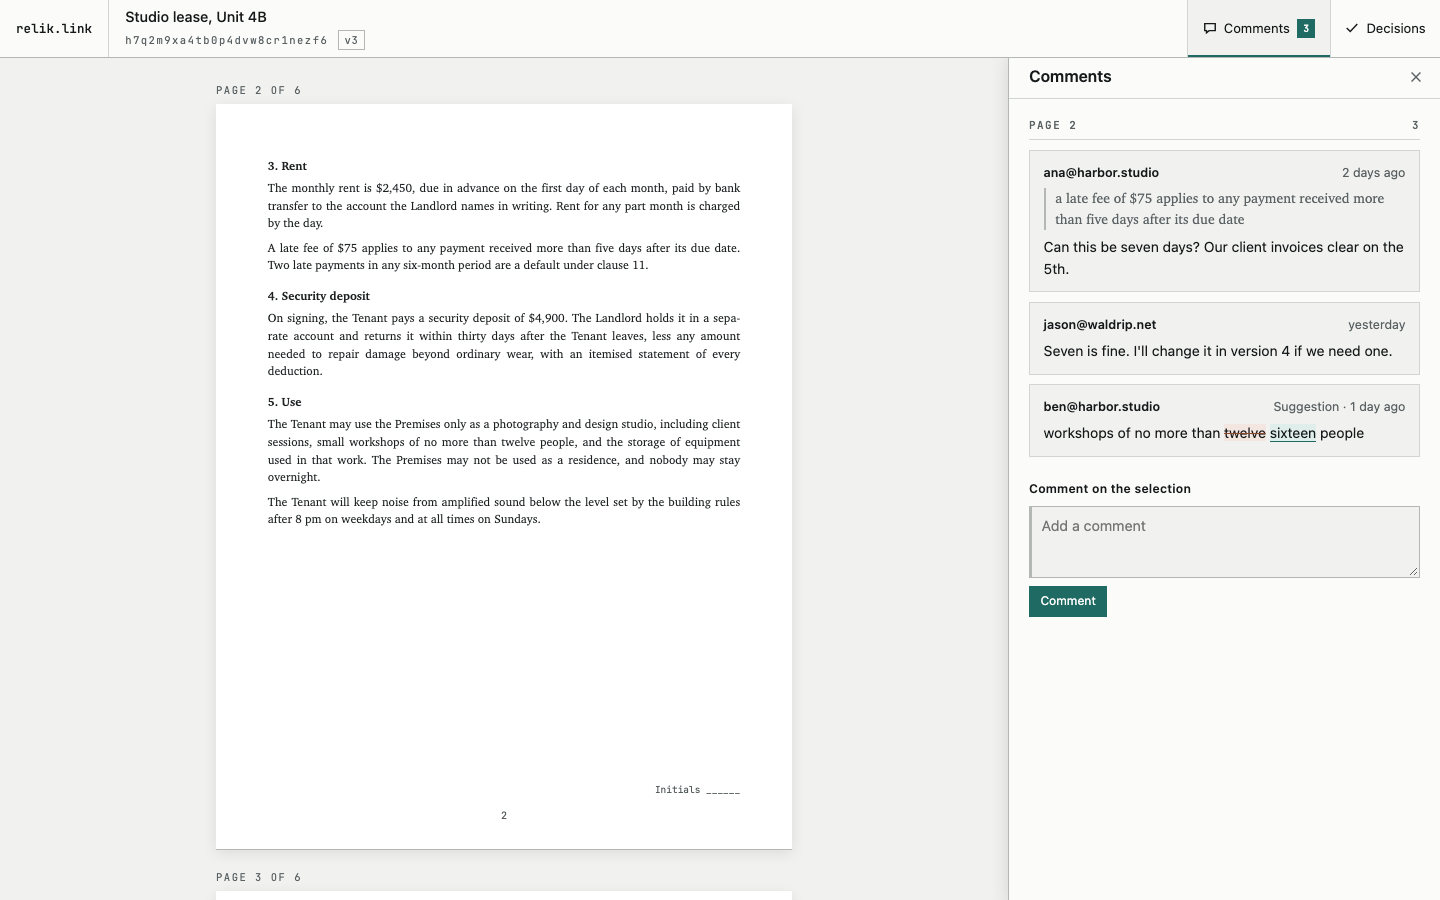 relik.link
Studio lease, Unit 4B
h7q2m9xa4tb0p4dvw8cr1nezf6 v3
Comments 3
Decisions
PAGE 2 OF 6
3. Rent
The monthly rent is $2,450, due in advance on the first day of each month, paid by bank
transfer to the account the Landlord names in writing. Rent for any part month is charged
by the day.
A late fee of $75 applies to any payment received more than five days after its due date.
Two late payments in any six-month period are a default under clause 11.
4. Security deposit
On signing, the Tenant pays a security deposit of $4,900. The Landlord holds it in a sepa-
rate account and returns it within thirty days after the Tenant leaves, less any amount
needed to repair damage beyond ordinary wear, with an itemised statement of every
deduction.
5. Use
The Tenant may use the Premises only as a photography and design studio, including client
sessions, small workshops of no more than twelve people, and the storage of equipment
used in that work. The Premises may not be used as a residence, and nobody may stay
overnight.
The Tenant will keep noise from amplified sound below the level set by the building rules
after 8 pm on weekdays and at all times on Sundays.
Initials ______
2
PAGE 3 OF 6
Comments
PAGE 2 3
ana@harbor.studio 2 days ago
a late fee of $75 applies to any payment received more
than five days after its due date
Can this be seven days? Our client invoices clear on the
5th.
jason@waldrip.net yesterday
Seven is fine. I'll change it in version 4 if we need one.
ben@harbor.studio Suggestion · 1 day ago
workshops of no more than twelve sixteen people
Comment on the selection
Add a comment
Comment